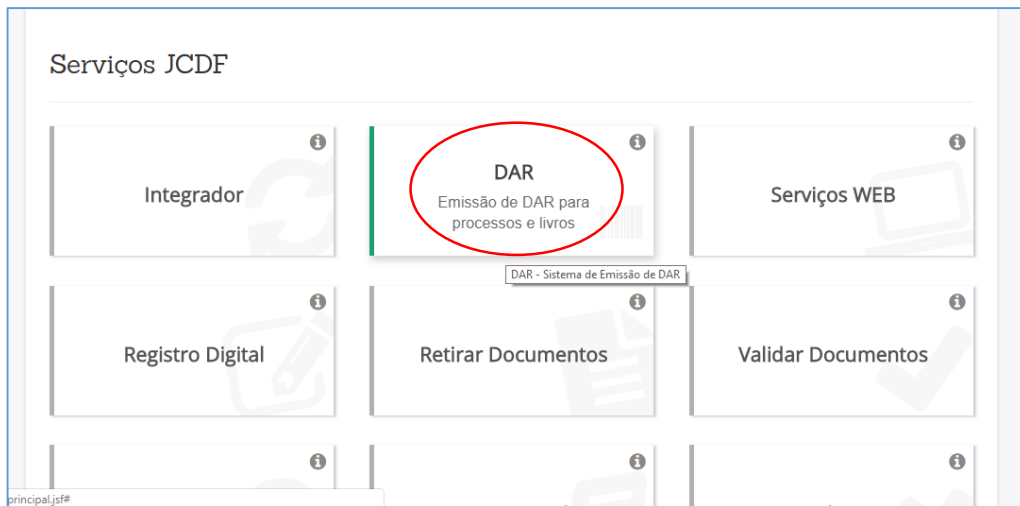 Serviços JCDF
Integrador
DAR
Emissão de DAR para
processos e livros
Serviços WEB
DAR - Sistema de Emissão de DAR
Registro Digital
Retirar Documentos
Validar Documentos
principal.jsf#